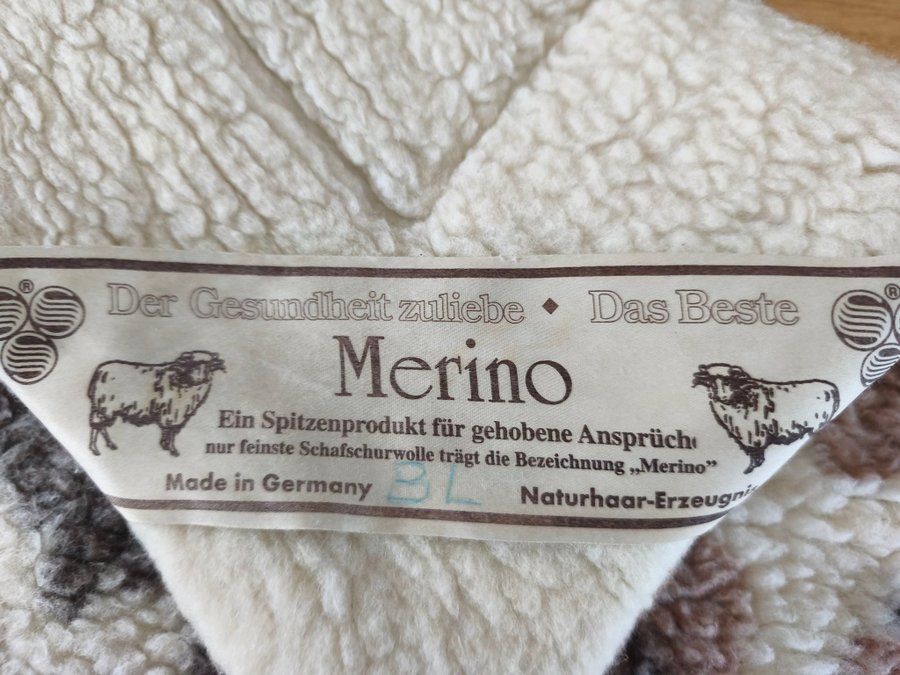 ®
®
Der Gesundheit zuliebe ◆ Das Beste
Merino
Ein Spitzenprodukt für gehobene Ansprüche
nur feinste Schafschurwolle trägt die Bezeichnung „Merino”
Made in Germany BL Naturhaar-Erzeugnis